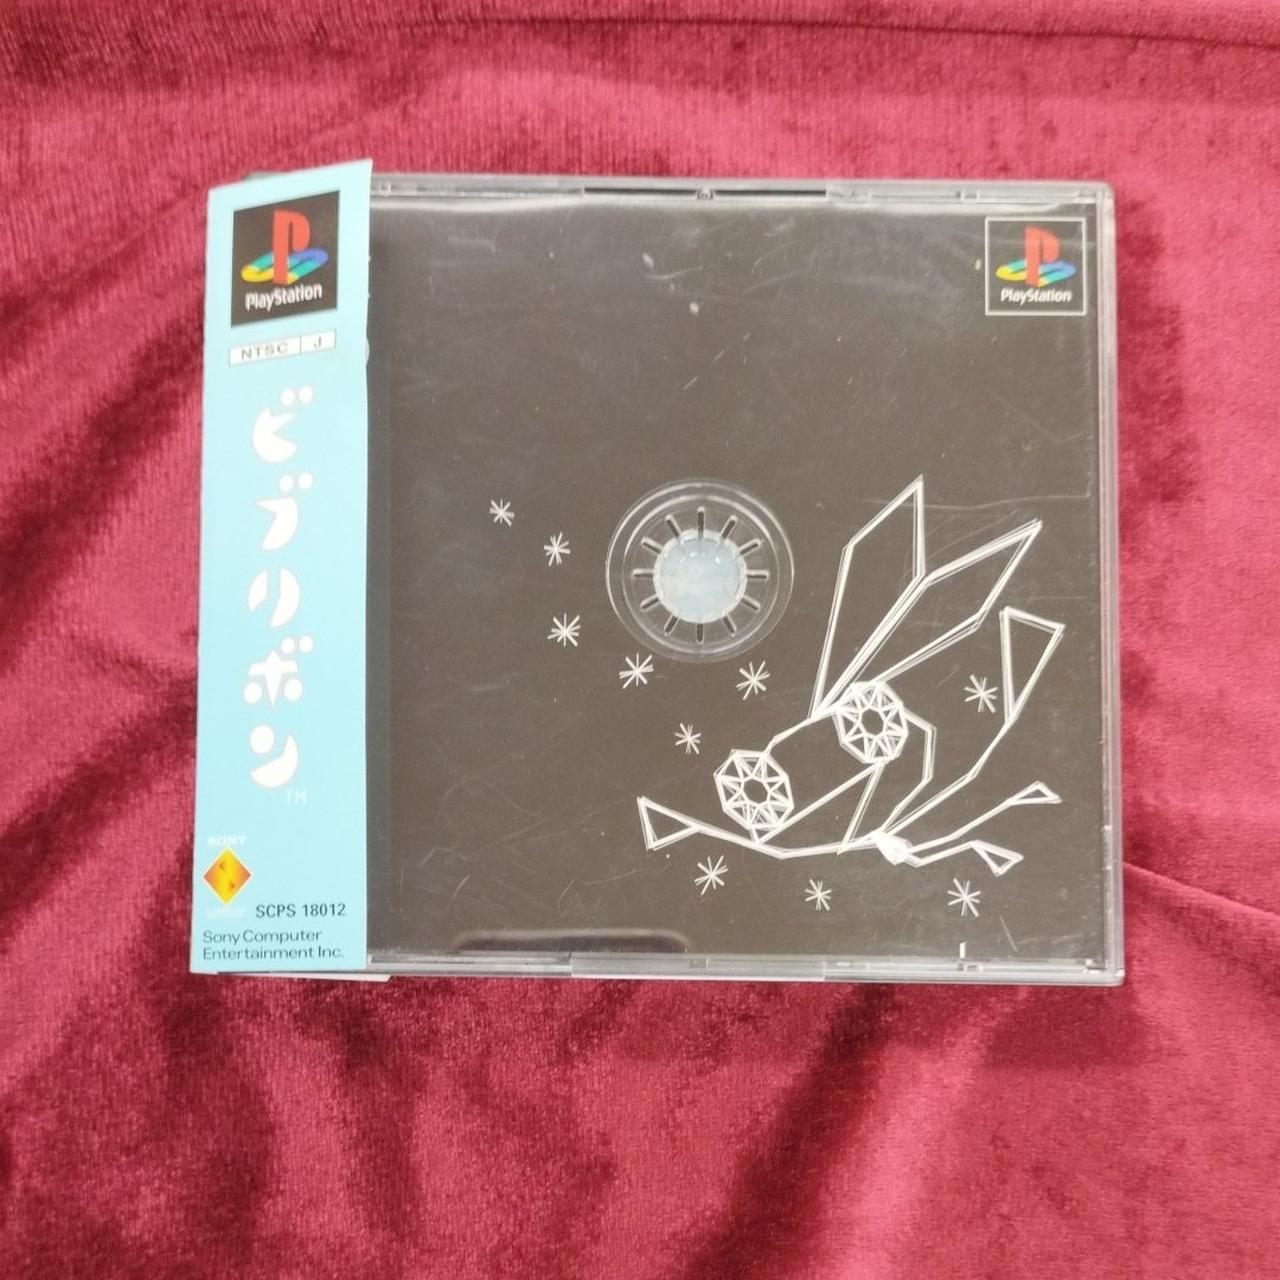 PlayStation
NTSC J
ビブリボン
TM
SONY
SCPS 18012
Sony Computer
Entertainment Inc.
PlayStation